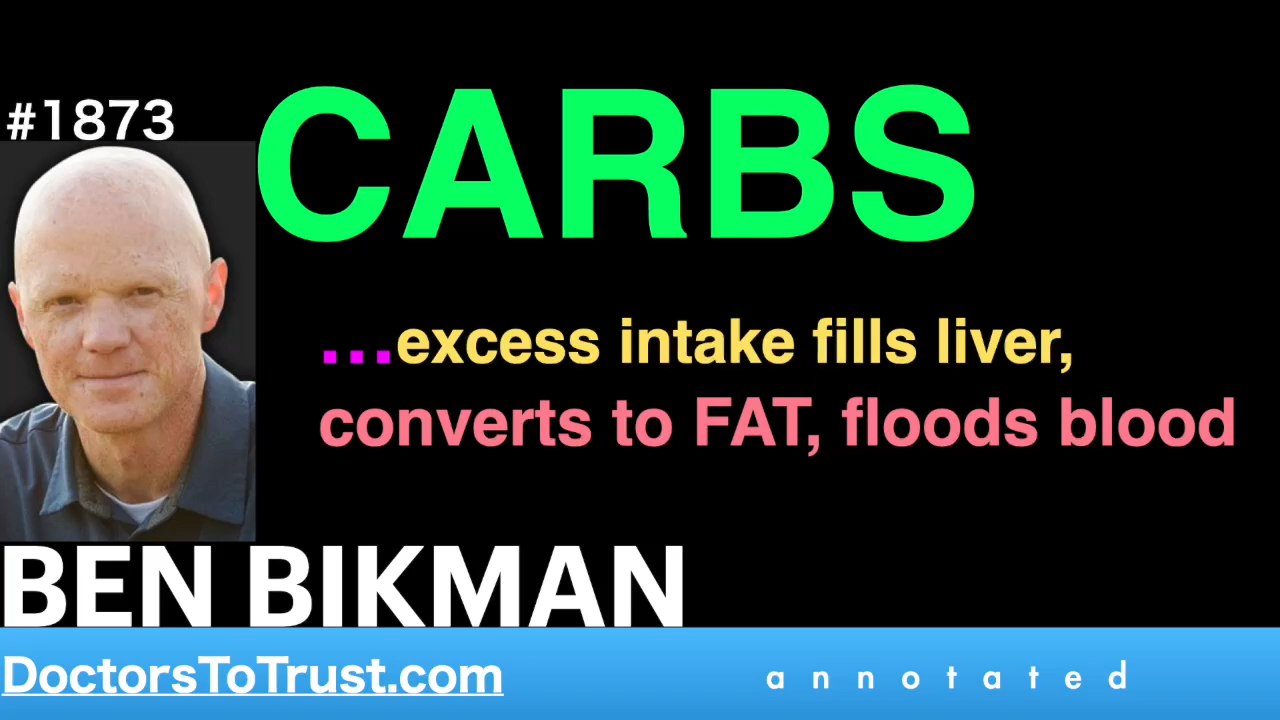 #1873
CARBS
...excess intake fills liver,
converts to FAT, floods blood
BEN BIKMAN
DoctorsToTrust.com
annotated